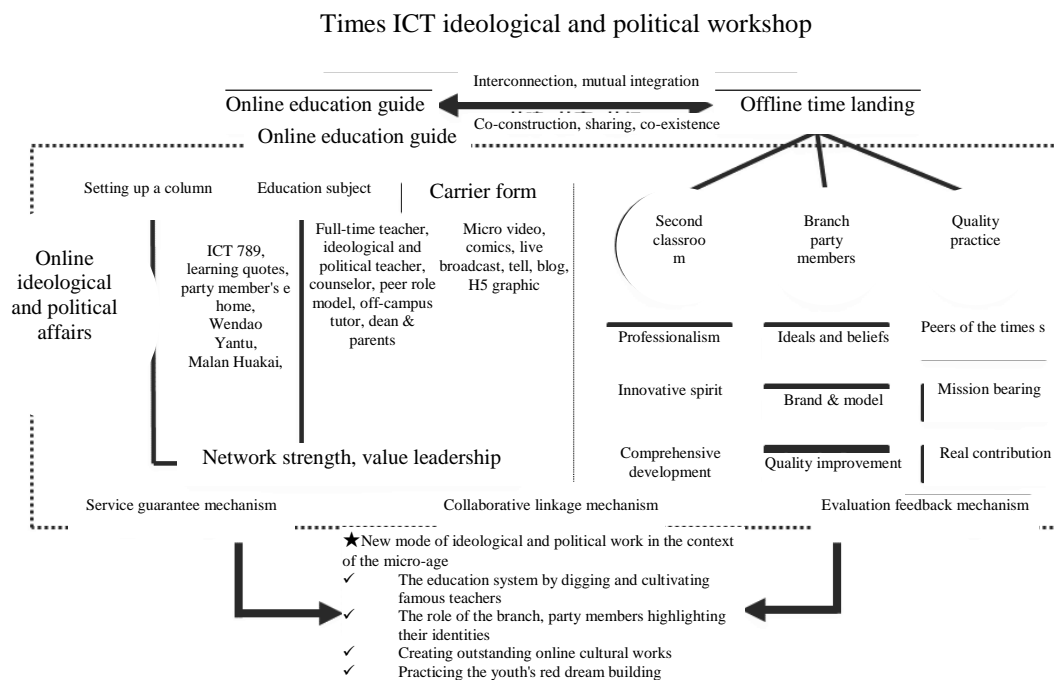 Times ICT ideological and political workshop
Interconnection, mutual integration
Online education guide
Offline time landing
Co-construction, sharing, co-existence
Online education guide
Setting up a column
Education subject
Carrier form
Online
ideological
and political
affairs
ICT 789,
learning quotes,
party member's e
home,
Wendao
Yantu,
Malan Huakai,
Full-time teacher,
ideological and
political teacher,
counselor, peer role
model, off-campus
tutor, dean &
parents
Micro video,
comics, live
broadcast, tell, blog,
H5 graphic
Network strength, value leadership
Second
classroo
m
Branch
party
members
Quality
practice
Professionalism
Ideals and beliefs
Peers of the times s
Innovative spirit
Brand & model
Mission bearing
Comprehensive
development
Quality improvement
Real contribution
Service guarantee mechanism
Collaborative linkage mechanism
Evaluation feedback mechanism
★New mode of ideological and political work in the context
of the micro-age
✓ The education system by digging and cultivating
famous teachers
✓ The role of the branch, party members highlighting
their identities
✓ Creating outstanding online cultural works
✓ Practicing the youth's red dream building